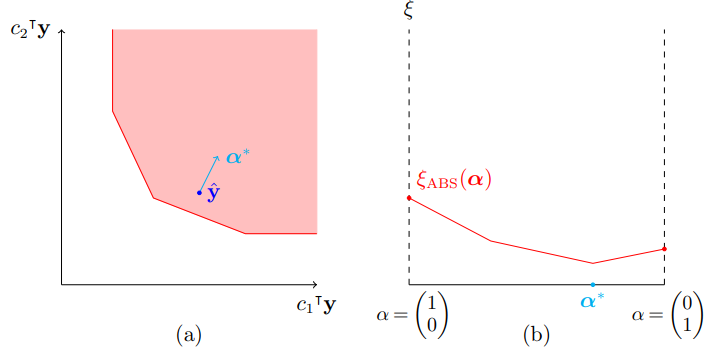 c₂ᵀy
α*
ŷ
c₁ᵀy
(a)
ξ
ξ_ABS(α)
α*
α = (1 0)
α = (0 1)
(b)